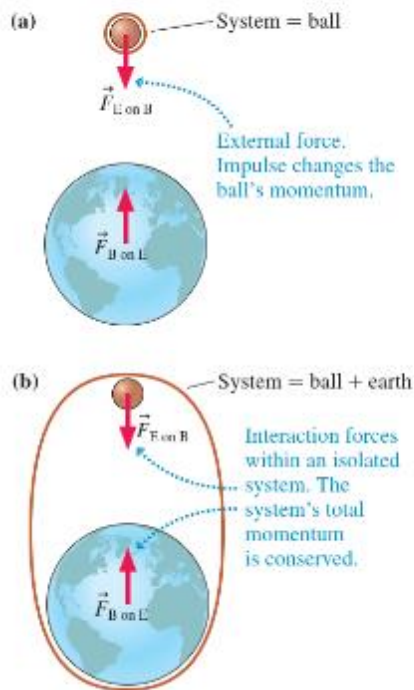 (a)
System = ball
F⃗ E on B
External force.
Impulse changes the
ball's momentum.
F⃗ B on E
(b)
System = ball + earth
F⃗ E on B
Interaction forces
within an isolated
system. The
system's total
momentum
is conserved.
F⃗ B on E